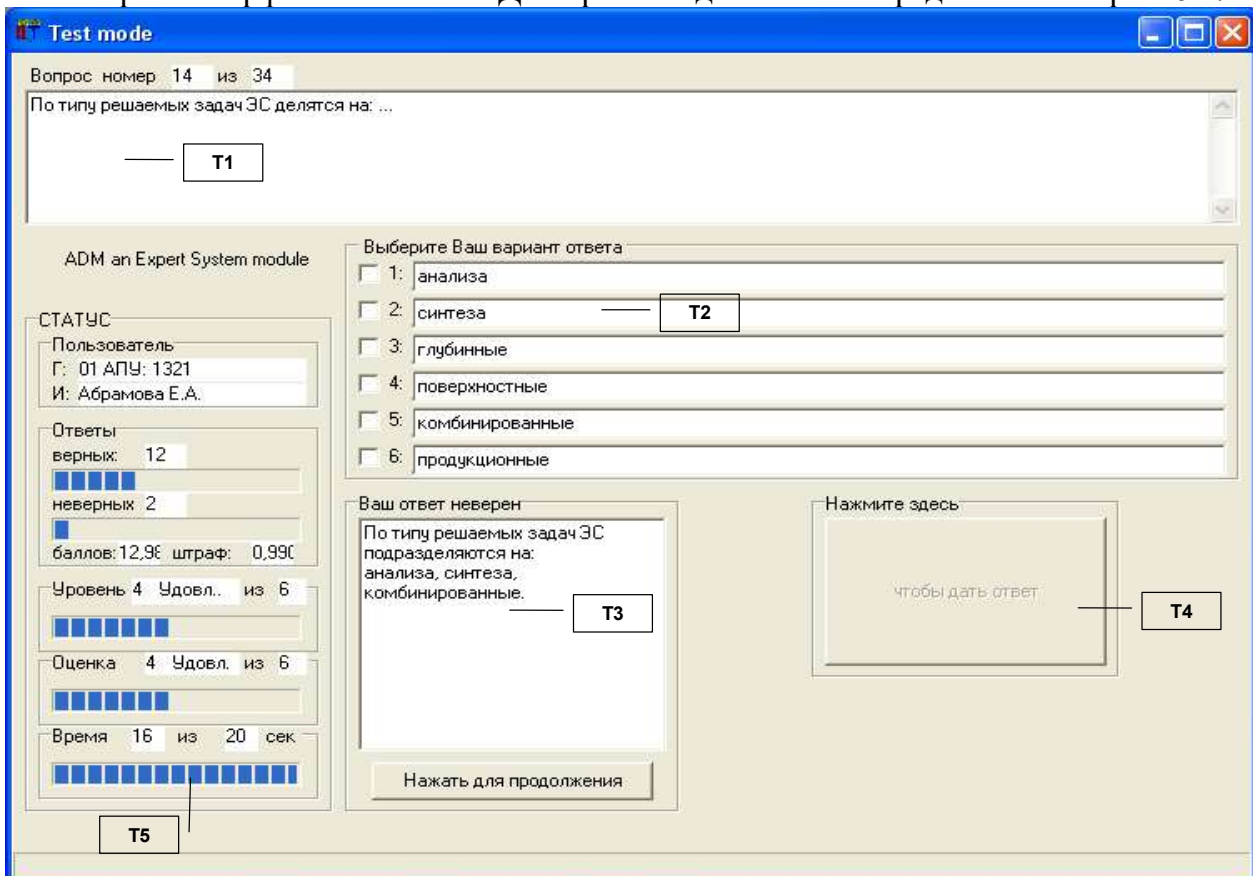 Test mode
Вопрос номер 14 из 34
По типу решаемых задач ЭС делятся на: ...
T1
ADM an Expert System module
Выберите Ваш вариант ответа
1: анализа
2: синтеза
T2
3: глубинные
4: поверхностные
5: комбинированные
6: продукционные
СТАТУС
Пользователь
Г: 01 АПУ: 1321
И: Абрамова Е.А.
Ответы
верных: 12
неверных 2
баллов: 12,98 штраф: 0,990
Уровень 4 Удовл.. из 6
Оценка 4 Удовл. из 6
Время 16 из 20 сек
T5
Ваш ответ неверен
По типу решаемых задач ЭС
подразделяются на:
анализа, синтеза,
комбинированные.
T3
Нажать для продолжения
Нажмите здесь
чтобы дать ответ
T4